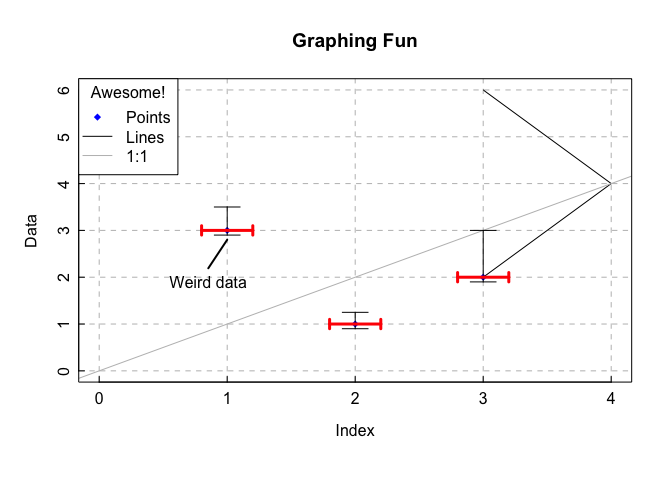 Graphing Fun
Awesome!
Points
Lines
1:1
Weird data
Data
0
1
2
3
4
5
6
0 1 2 3 4
Index